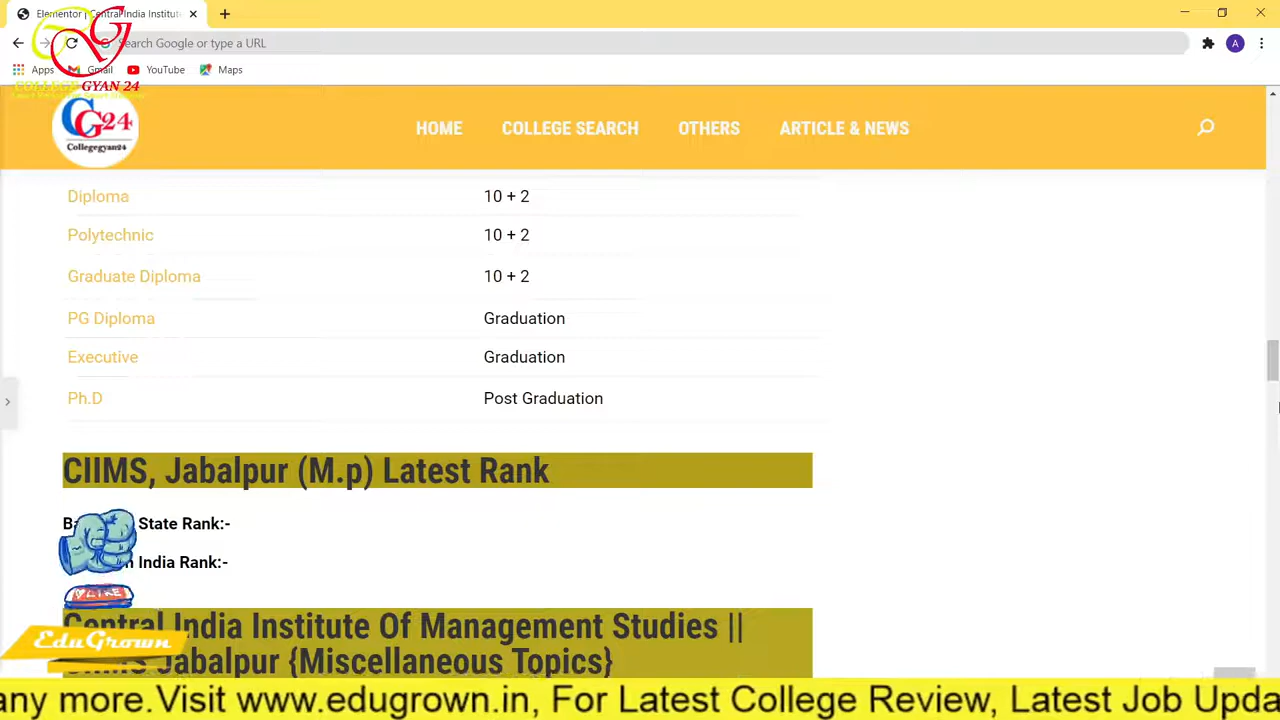 Elementor | Central India Institute
Search Google or type a URL
A
Apps Gmail YouTube Maps
COLLEGE GYAN 24
CG24
Collegegyan24
HOME COLLEGE SEARCH OTHERS ARTICLE & NEWS
Diploma 10 + 2
Polytechnic 10 + 2
Graduate Diploma 10 + 2
PG Diploma Graduation
Executive Graduation
Ph.D Post Graduation
CIIMS, Jabalpur (M.p) Latest Rank
State Rank:-
India Rank:-
LIKE
Central India Institute Of Management Studies ||
Jabalpur {Miscellaneous Topics}
EduGrown
any more.Visit www.edugrown.in, For Latest College Review, Latest Job Upda